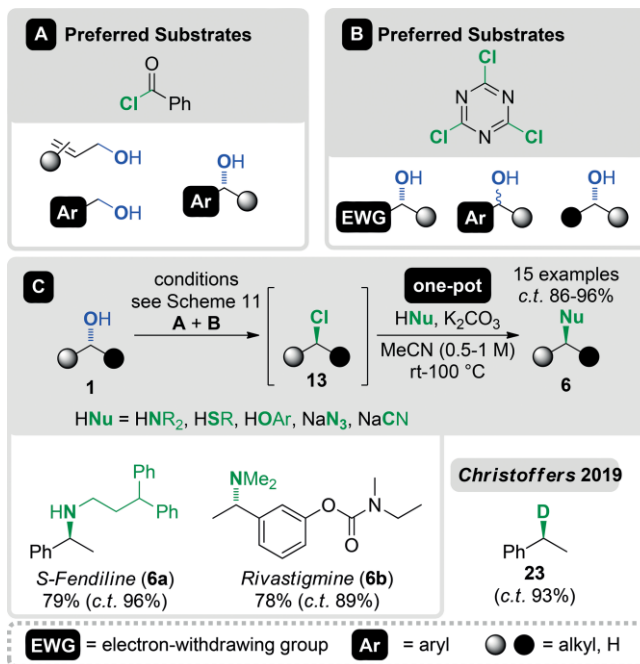 A Preferred Substrates
O
Cl Ph
OH
Ar OH
OH
Ar
B Preferred Substrates
Cl
N N
Cl N Cl
OH OH OH
EWG Ar
C
OH
1
conditions
see Scheme 11
A + B
Cl
13
one-pot
HNu, K2CO3
MeCN (0.5-1 M)
rt-100 °C
15 examples
c.t. 86-96%
Nu
6
HNu = HNR2, HSR, HOAr, NaN3, NaCN
Ph
HN Ph
Ph
S-Fendiline (6a)
79% (c.t. 96%)
NMe2
O N
O
Rivastigmine (6b)
78% (c.t. 89%)
Christoffers 2019
D
Ph
23
(c.t. 93%)
EWG = electron-withdrawing group Ar = aryl = alkyl, H